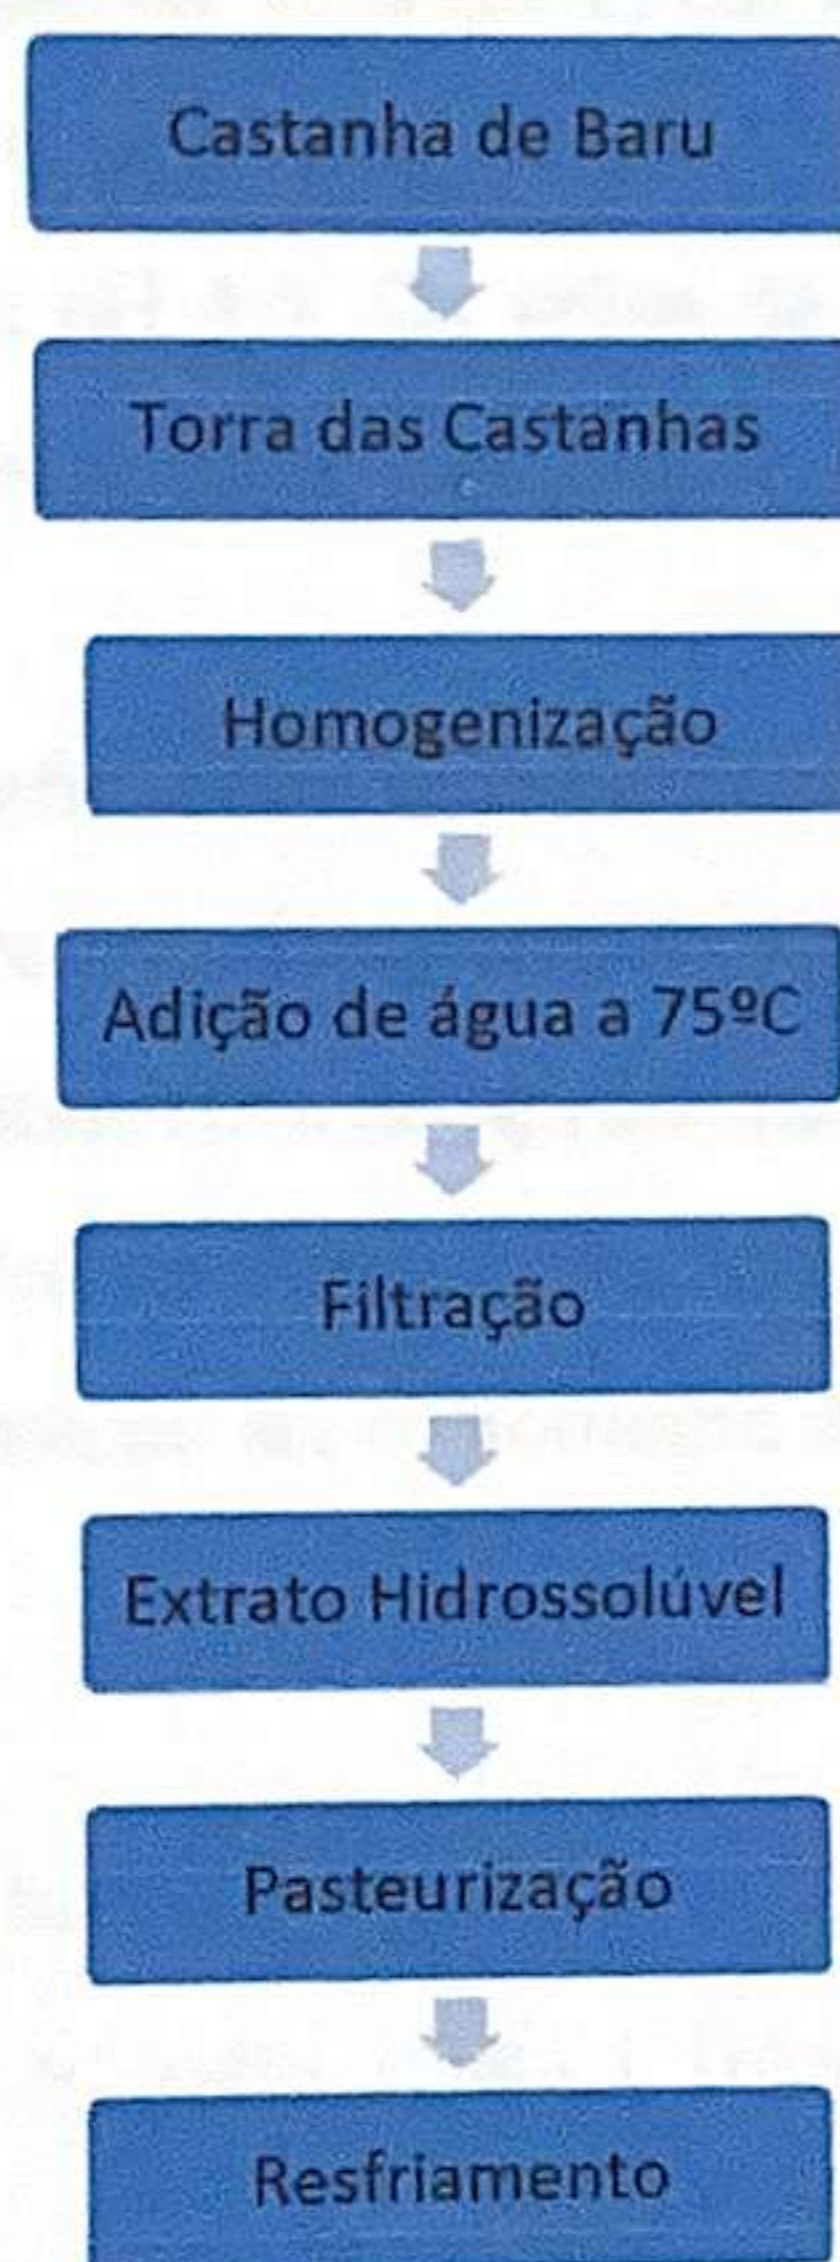 Castanha de Baru
Torra das Castanhas
Homogenização
Adição de água a 75ºC
Filtração
Extrato Hidrossolúvel
Pasteurização
Resfriamento